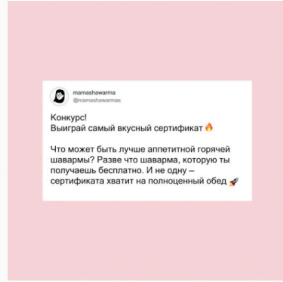 mamashawarma
@mamashawarmas
Конкурс!
Выиграй самый вкусный сертификат🔥
Что может быть лучше аппетитной горячей
шавармы? Разве что шаварма, которую ты
получаешь бесплатно. И не одну –
сертификата хватит на полноценный обед 🚀